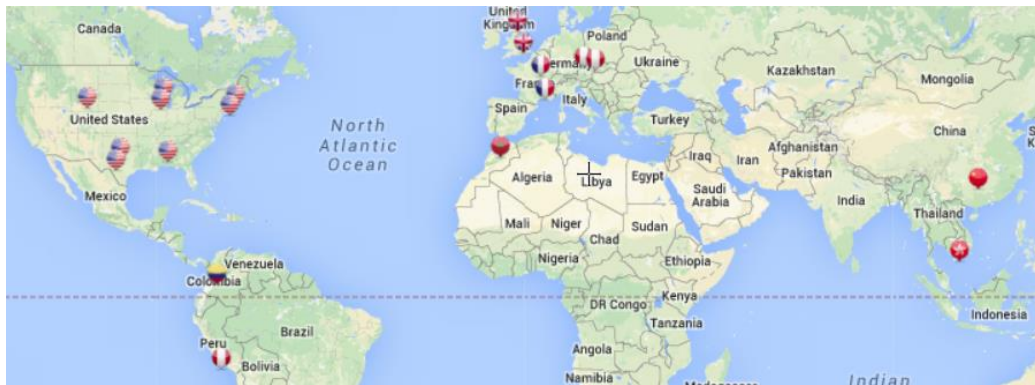 Canada
United States
Mexico
Venezuela
Colombia
Brazil
Peru
Bolivia
North
Atlantic
Ocean
United
Kingdom
Poland
Ukraine
Spain
Italy
Turkey
Algeria
Libya
Egypt
Mali
Niger
Chad
Sudan
Nigeria
Ethiopia
DR Congo
Kenya
Tanzania
Angola
Namibia
Iraq
Iran
Saudi
Arabia
Kazakhstan
Afghanistan
Pakistan
Mongolia
China
India
Thailand
Indonesia
Indian